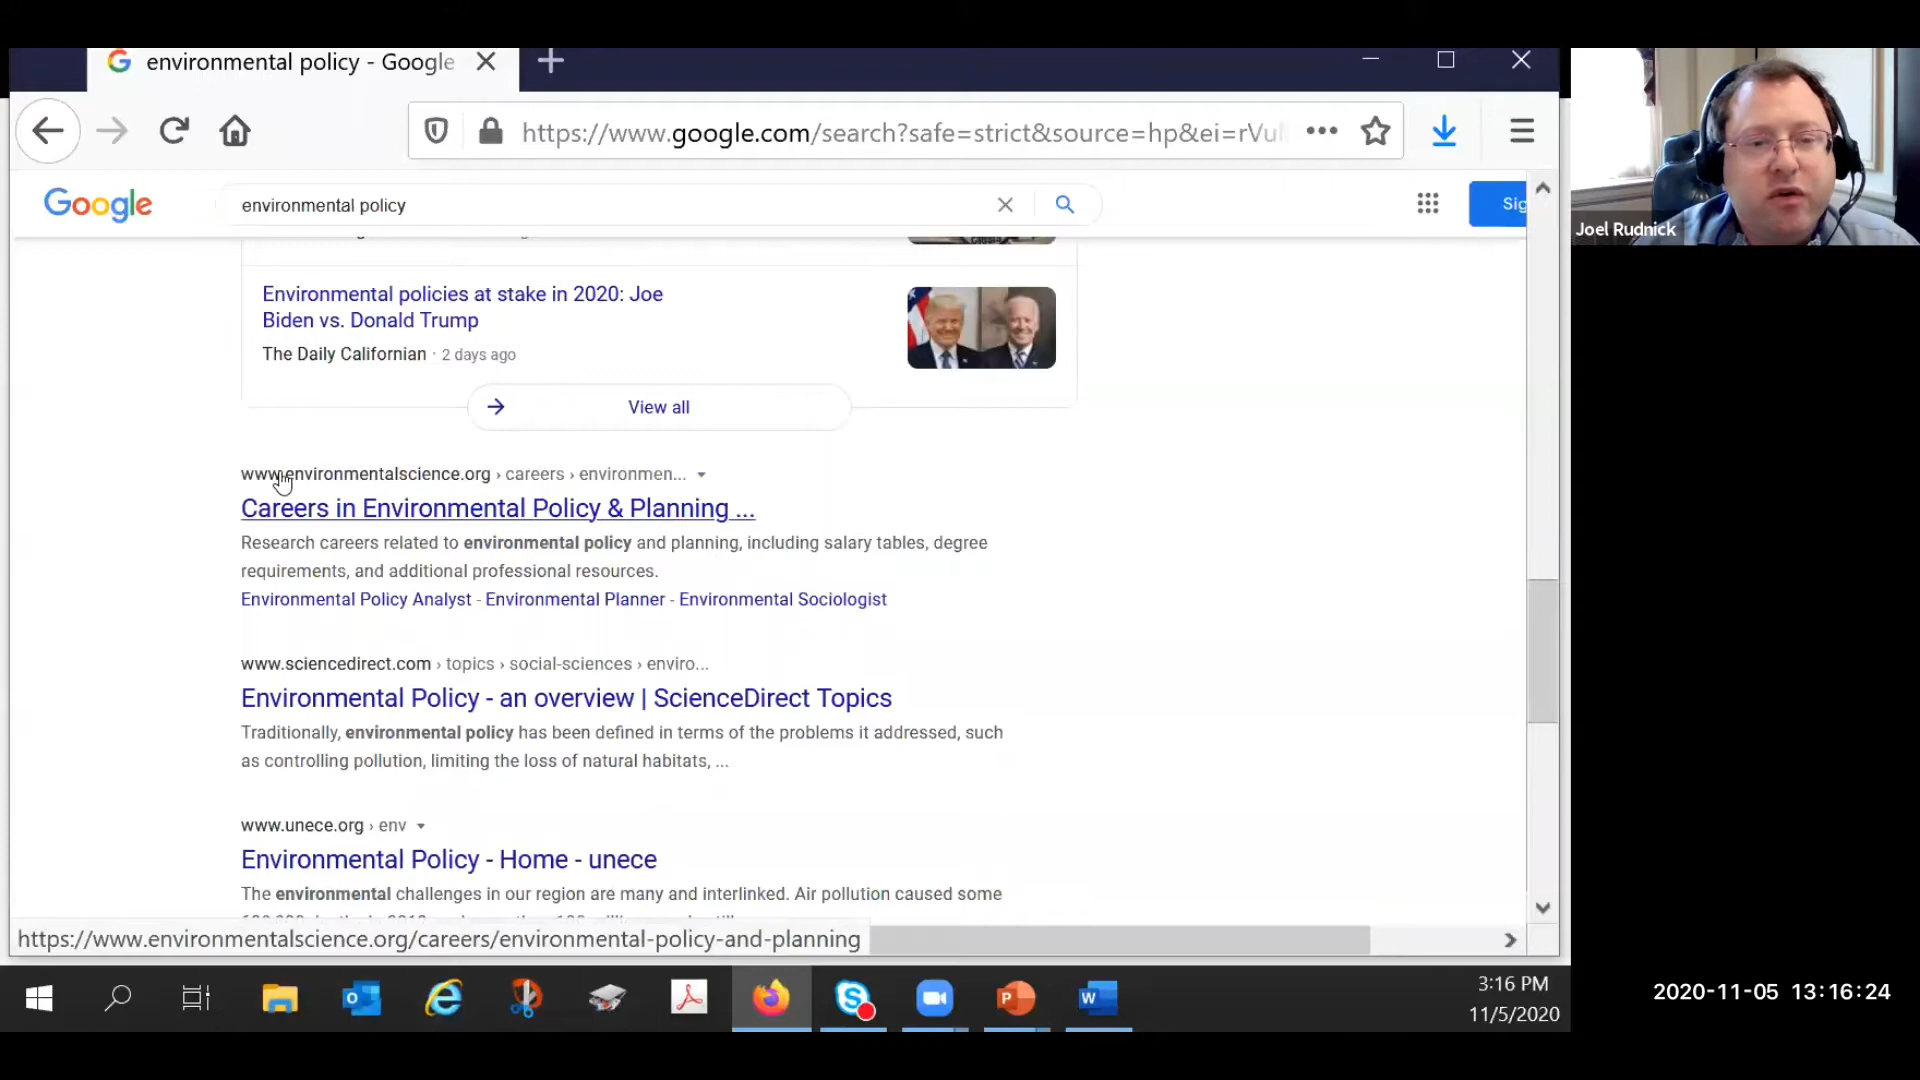 environmental policy - Google
https://www.google.com/search?safe=strict&source=hp&ei=rVu
Google
environmental policy
Sig
Joel Rudnick
Environmental policies at stake in 2020: Joe
Biden vs. Donald Trump
The Daily Californian · 2 days ago
View all
www.environmentalscience.org › careers › environmen...
Careers in Environmental Policy & Planning ...
Research careers related to environmental policy and planning, including salary tables, degree
requirements, and additional professional resources.
Environmental Policy Analyst - Environmental Planner - Environmental Sociologist
www.sciencedirect.com › topics › social-sciences › enviro...
Environmental Policy - an overview | ScienceDirect Topics
Traditionally, environmental policy has been defined in terms of the problems it addressed, such
as controlling pollution, limiting the loss of natural habitats, ...
www.unece.org › env
Environmental Policy - Home - unece
The environmental challenges in our region are many and interlinked. Air pollution caused some
https://www.environmentalscience.org/careers/environmental-policy-and-planning
3:16 PM
11/5/2020
2020-11-05 13:16:24